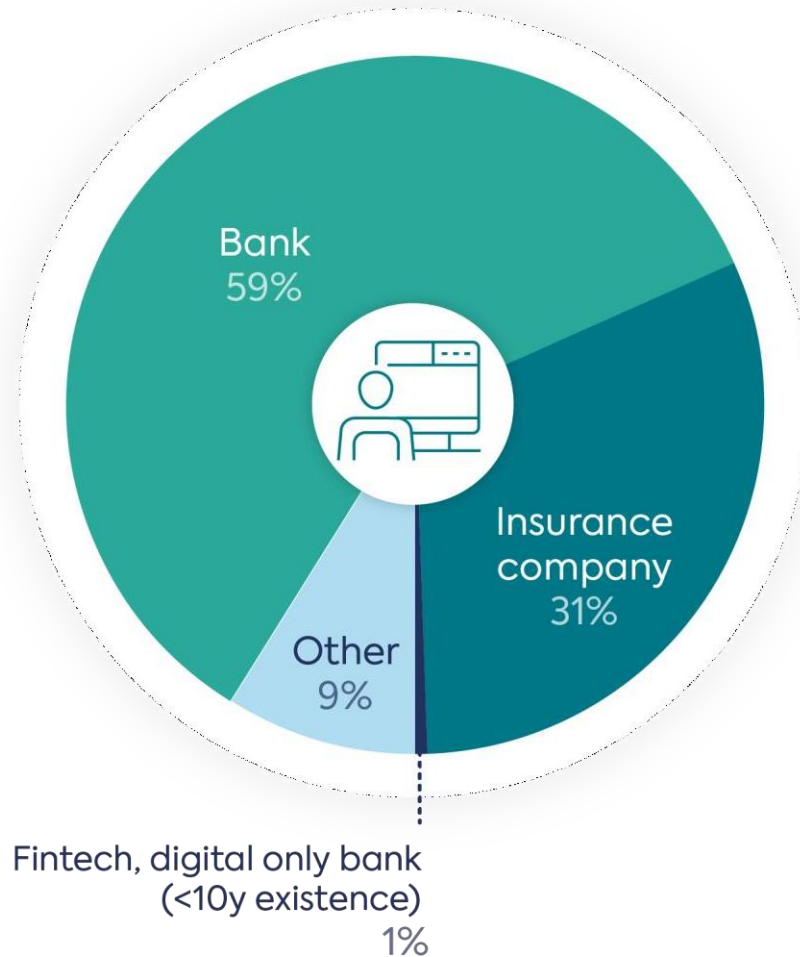 Bank
59%
Insurance
company
31%
Other
9%
Fintech, digital only bank
(<10y existence)
1%